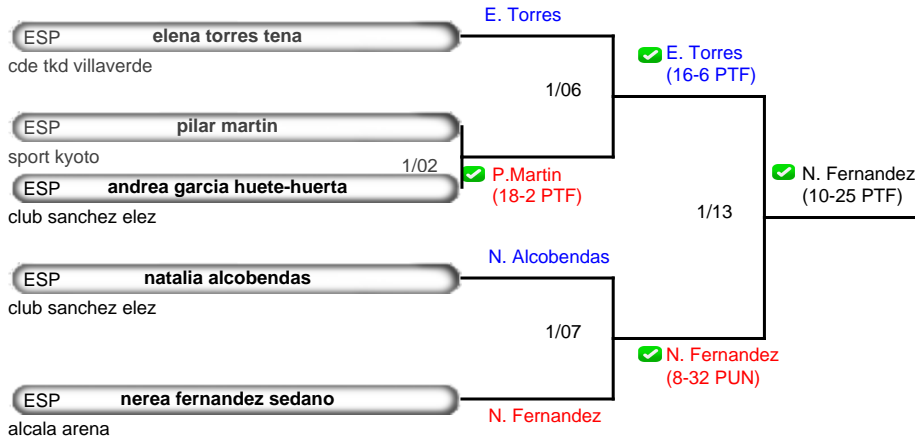 E. Torres
ESP elena torres tena
cde tkd villaverde
E. Torres
(16-6 PTF)
1/06
ESP pilar martin
sport kyoto
1/02
P.Martin
(18-2 PTF)
ESP andrea garcia huete-huerta
club sanchez elez
N. Fernandez
(10-25 PTF)
1/13
N. Alcobendas
ESP natalia alcobendas
club sanchez elez
1/07
N. Fernandez
(8-32 PUN)
ESP nerea fernandez sedano
N. Fernandez
alcala arena